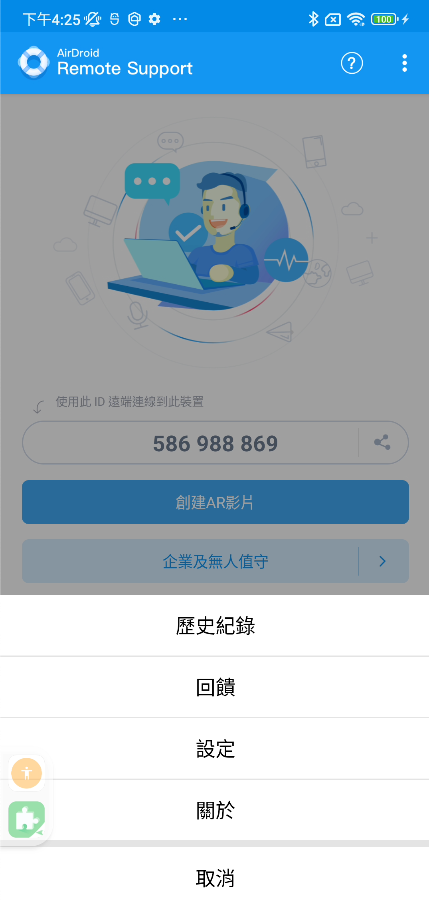 下午4:25
100
AirDroid
Remote Support
使用此 ID 遠端連線到此裝置
586 988 869
創建AR影片
企業及無人值守
歷史紀錄
回饋
設定
關於
取消